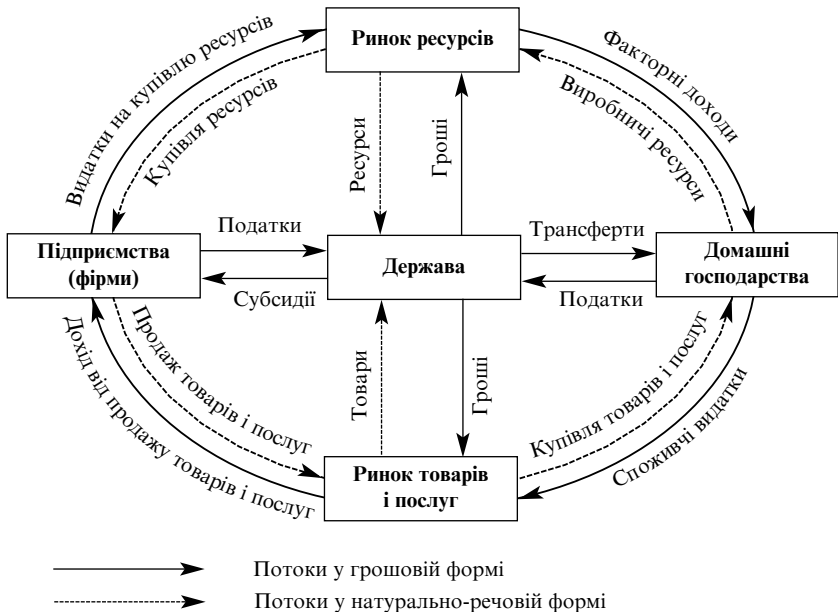 Ринок ресурсів
Видатки на купівлю ресурсів
Купівля ресурсів
Ресурси
Гроші
Факторні доходи
Виробничі ресурси
Підприємства
(фірми)
Податки
Субсидії
Держава
Трансферти
Податки
Домашні
господарства
Дохід від продажу товарів і послуг
Продаж товарів і послуг
Товари
Гроші
Купівля товарів і послуг
Споживчі видатки
Ринок товарів
і послуг
Потоки у грошовій формі
Потоки у натурально-речовій формі